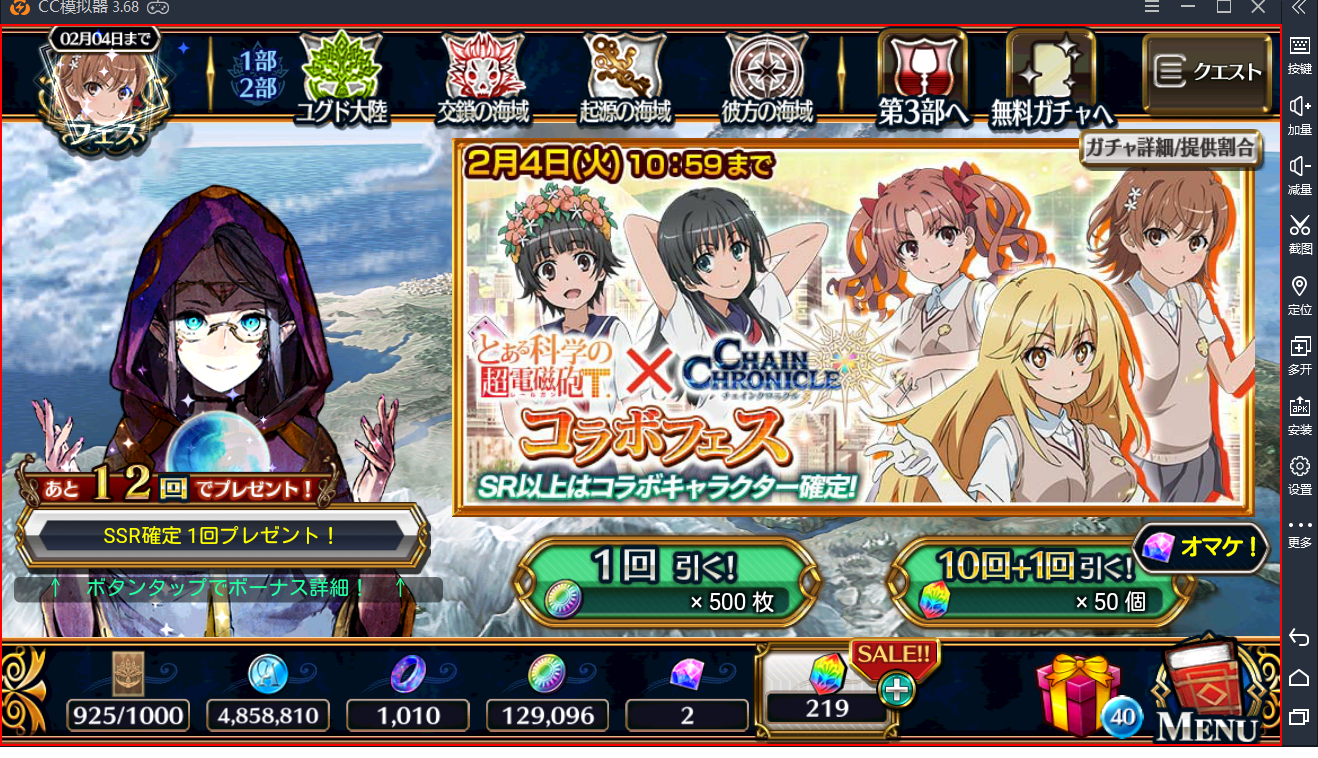 CC模拟器 3.68
02月04日まで
フェス
1部
2部
ユグド大陸
交鎖の海域
起源の海域
彼方の海域
第3部へ
無料ガチャへ
クエスト
ガチャ詳細/提供割合
2月4日(火) 10:59まで
とある科学の
超電磁砲T
レールガン
×
CHAIN
CHRONICLE
チェインクロニクル
コラボフェス
SR以上はコラボキャラクター確定!
あと12回でプレゼント!
SSR確定 1回プレゼント!
↑ ボタンタップでボーナス詳細! ↑
1回 引く!
×500 枚
10回+1回引く!
×50 個
オマケ!
925/1000
4,858,810
1,010
129,096
2
219
SALE!!
40
MENU
按键
加量
减量
截图
定位
多开
APK
安装
设置
更多